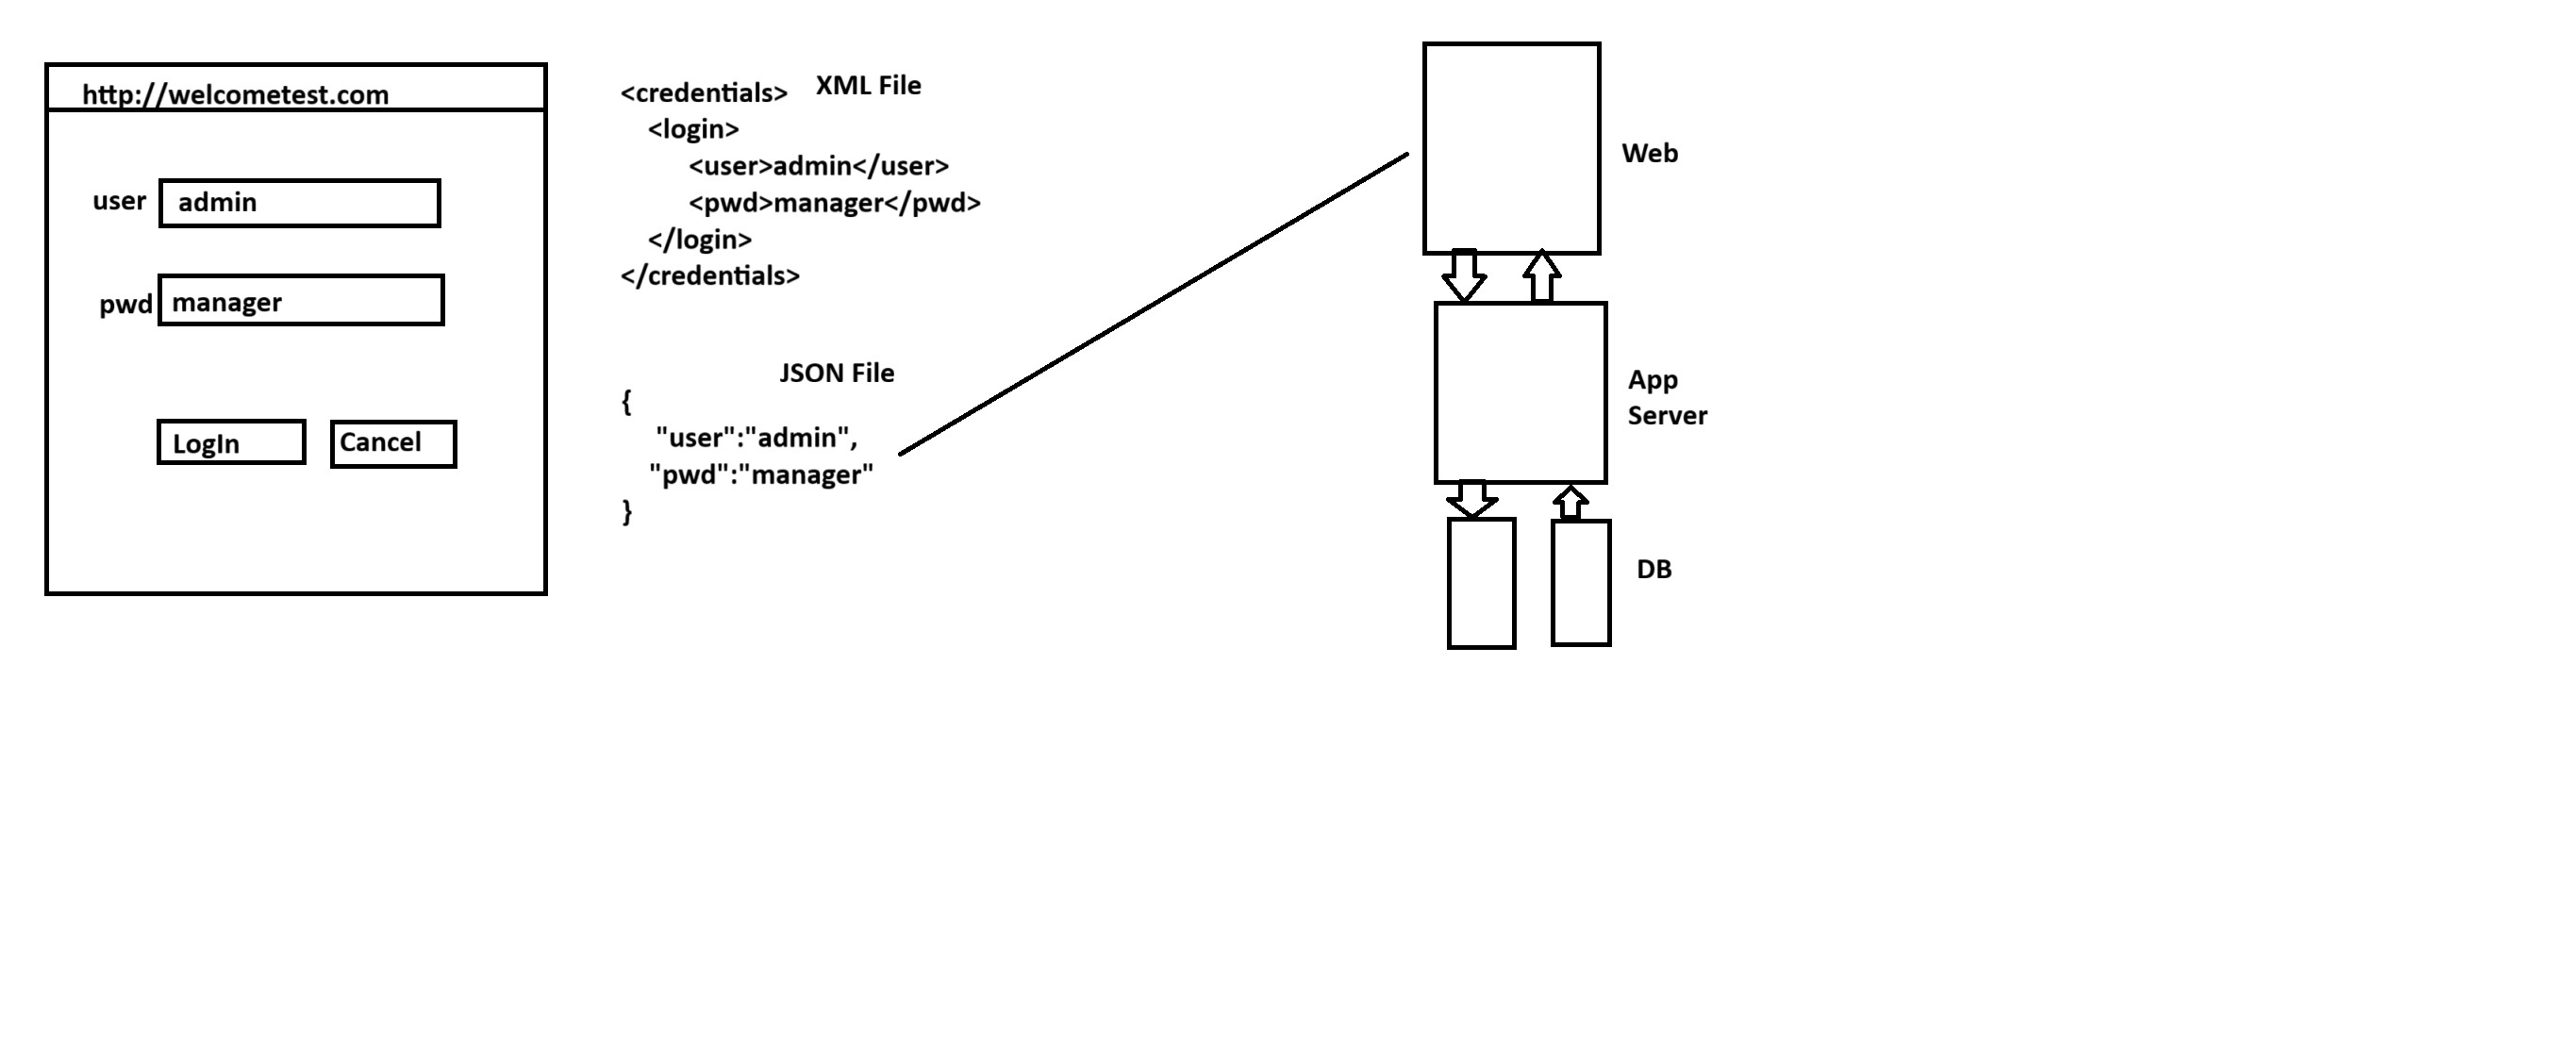 http://welcometest.com
user
admin
pwd
manager
LogIn
Cancel
XML File
<credentials>
<login>
<user>admin</user>
<pwd>manager</pwd>
</login>
</credentials>
JSON File
{
"user":"admin",
"pwd":"manager"
}
Web
App
Server
DB